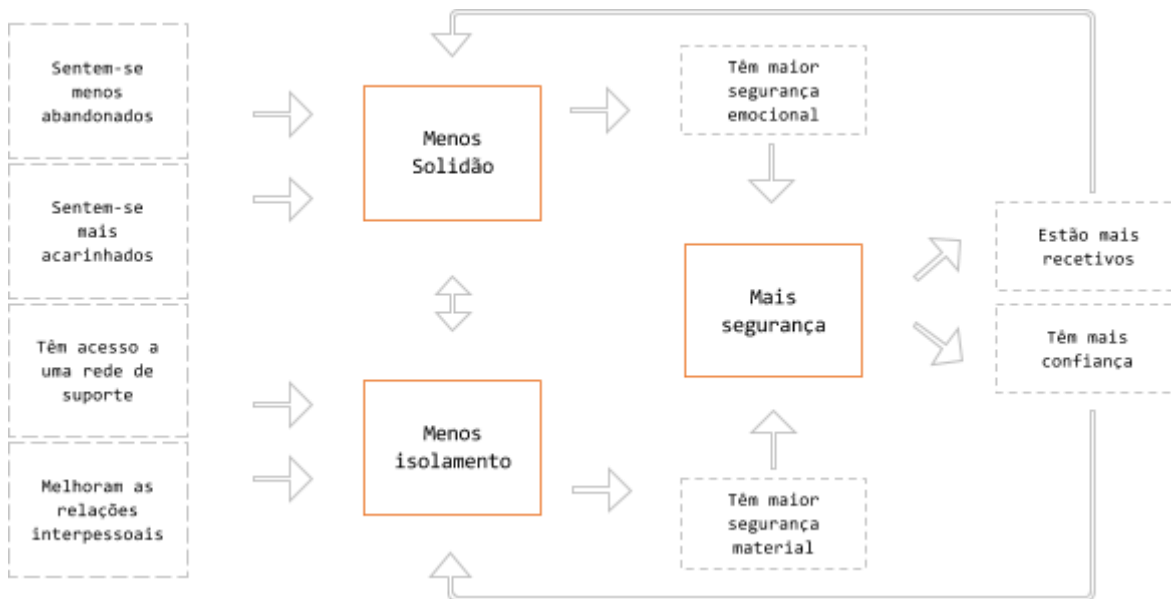 Sentem-se
menos
abandonados
Sentem-se
mais
acarinhados
Têm acesso a
uma rede de
suporte
Melhoram as
relações
interpessoais
Menos
Solidão
Menos
isolamento
Têm maior
segurança
emocional
Mais
segurança
Têm maior
segurança
material
Estão mais
recetivos
Têm mais
confiança